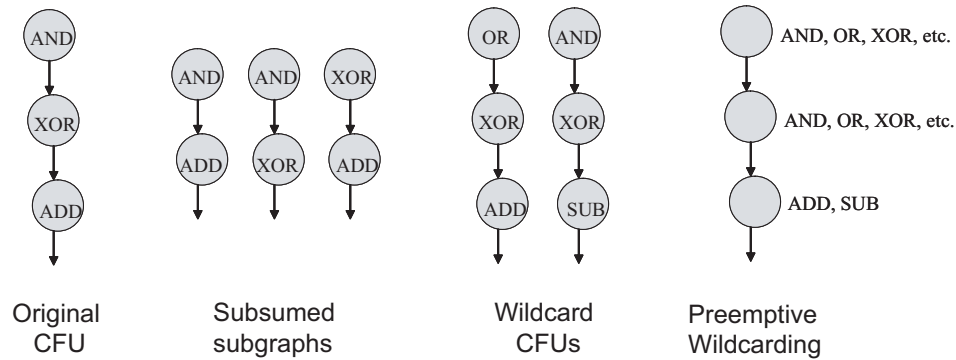 AND
XOR
ADD
Original
CFU
AND
ADD
AND
XOR
XOR
ADD
Subsumed
subgraphs
OR
XOR
ADD
AND
XOR
SUB
Wildcard
CFUs
AND, OR, XOR, etc.
AND, OR, XOR, etc.
ADD, SUB
Preemptive
Wildcarding